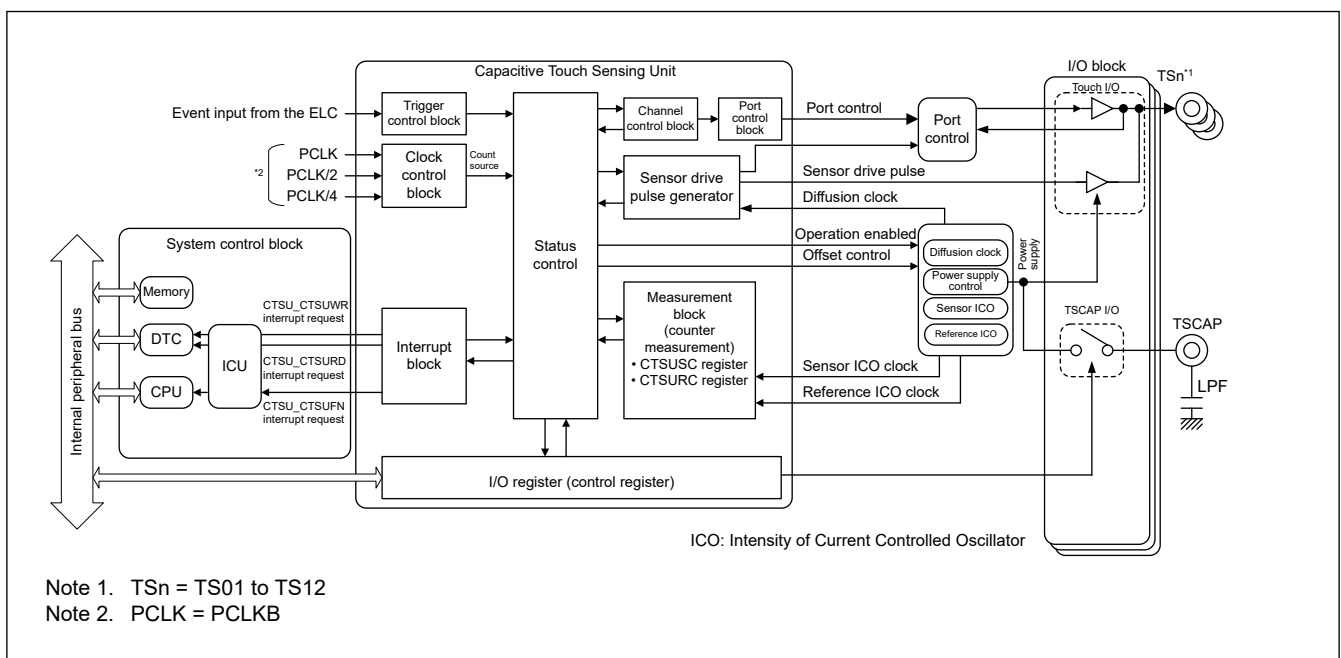 Capacitive Touch Sensing Unit
I/O block
TSn*1
Touch I/O
Event input from the ELC
Trigger
control block
Channel
control block
Port
control
block
Port control
Port
control
PCLK
PCLK/2
PCLK/4
*2
Clock
control
block
Count
source
Sensor drive
pulse generator
Sensor drive pulse
Diffusion clock
System control block
Status
control
Operation enabled
Offset control
Diffusion clock
Power supply
control
Sensor ICO
Reference ICO
Power
supply
Internal peripheral bus
Memory
DTC
CPU
ICU
CTSU_CTSUWR
interrupt request
CTSU_CTSURD
interrupt request
CTSU_CTSUFN
interrupt request
Interrupt
block
Measurement
block
(counter
measurement)
• CTSUSC register
• CTSURC register
Sensor ICO clock
Reference ICO clock
TSCAP I/O
TSCAP
LPF
I/O register (control register)
ICO: Intensity of Current Controlled Oscillator
Note 1. TSn = TS01 to TS12
Note 2. PCLK = PCLKB